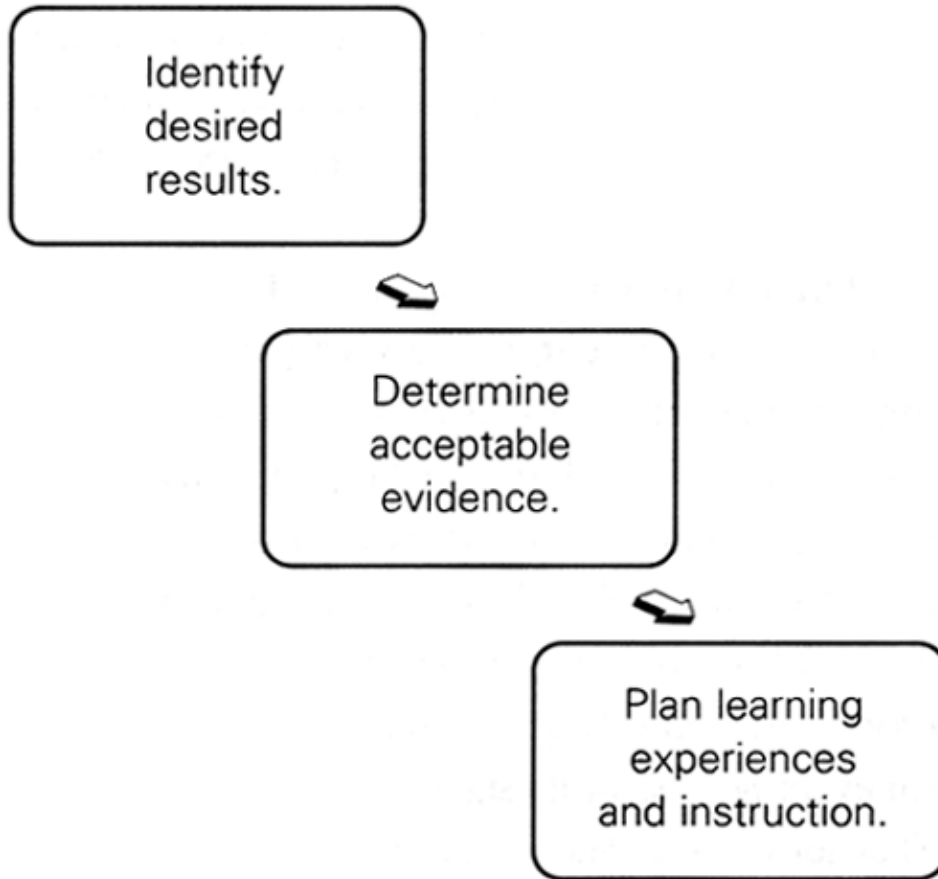 Identify
desired
results.
Determine
acceptable
evidence.
Plan learning
experiences
and instruction.